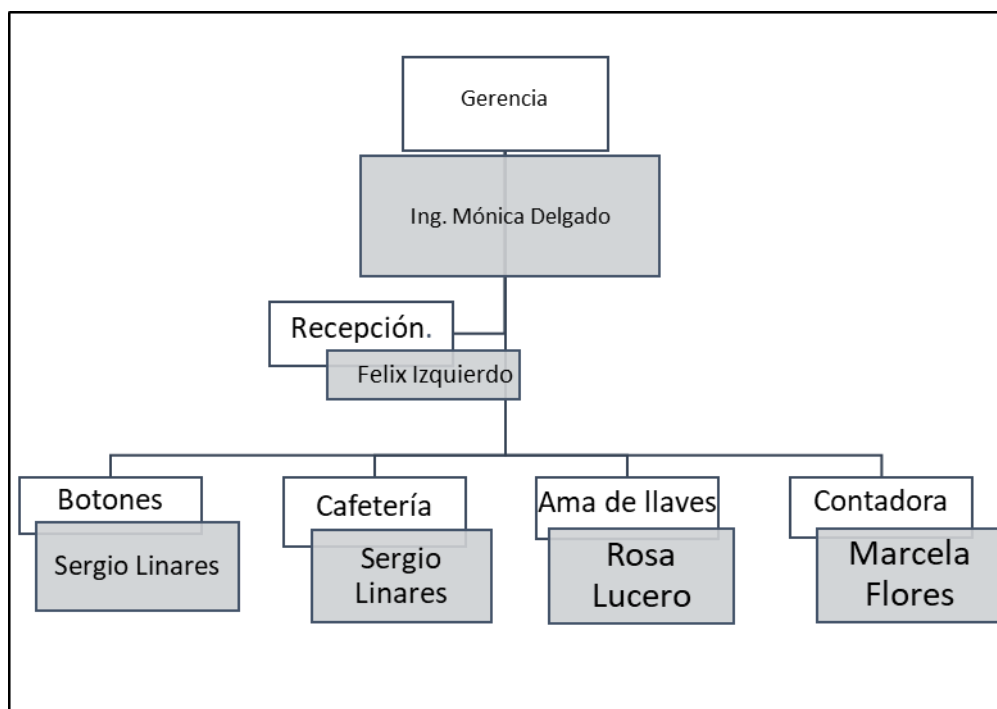 Gerencia
Ing. Mónica Delgado
Recepción.
Felix Izquierdo
Botones
Sergio Linares
Cafetería
Sergio
Linares
Ama de llaves
Rosa
Lucero
Contadora
Marcela
Flores